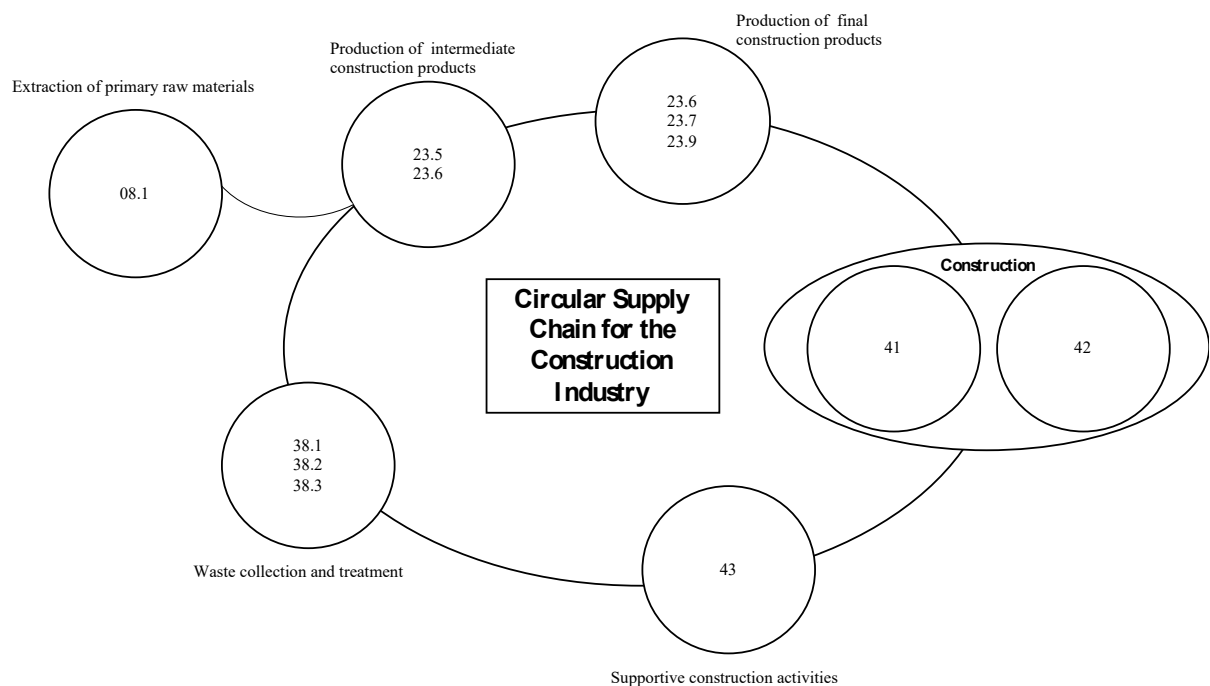 Production of final
construction products
Production of intermediate
construction products
Extraction of primary raw materials
23.6
23.7
23.9
23.5
23.6
08.1
Construction
Circular Supply
Chain for the
Construction
Industry
41
42
38.1
38.2
38.3
Waste collection and treatment
43
Supportive construction activities